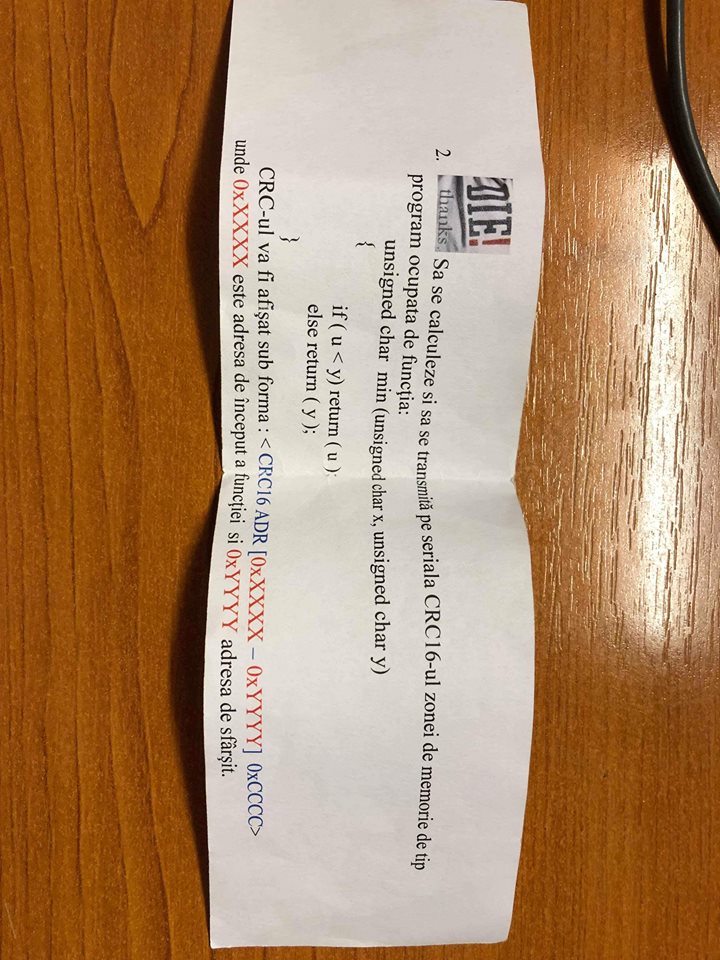 DIE!
thanks.
2. Sa se calculeze si sa se transmită pe seriala CRC16-ul zonei de memorie de tip
program ocupata de funcția:
unsigned char min (unsigned char x, unsigned char y)
{
if ( u < y) return ( u );
else return ( y );
}
CRC-ul va fi afișat sub forma : < CRC16 ADR [0xXXXX – 0xYYYY] 0xCCCC>
unde 0xXXXX este adresa de început a funcției si 0xYYYY adresa de sfârșit.